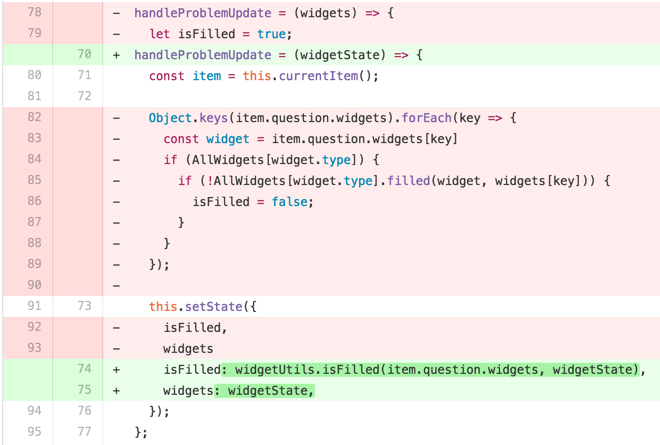 78 - handleProblemUpdate = (widgets) => {
79 - let isFilled = true;
70 + handleProblemUpdate = (widgetState) => {
80 71 const item = this.currentItem();
81 72
82 - Object.keys(item.question.widgets).forEach(key => {
83 - const widget = item.question.widgets[key]
84 - if (AllWidgets[widget.type]) {
85 - if (!AllWidgets[widget.type].filled(widget, widgets[key])) {
86 - isFilled = false;
87 - }
88 - }
89 - });
90 -
91 73 this.setState({
92 - isFilled,
93 - widgets
74 + isFilled: widgetUtils.isFilled(item.question.widgets, widgetState),
75 + widgets: widgetState,
94 76 });
95 77 };